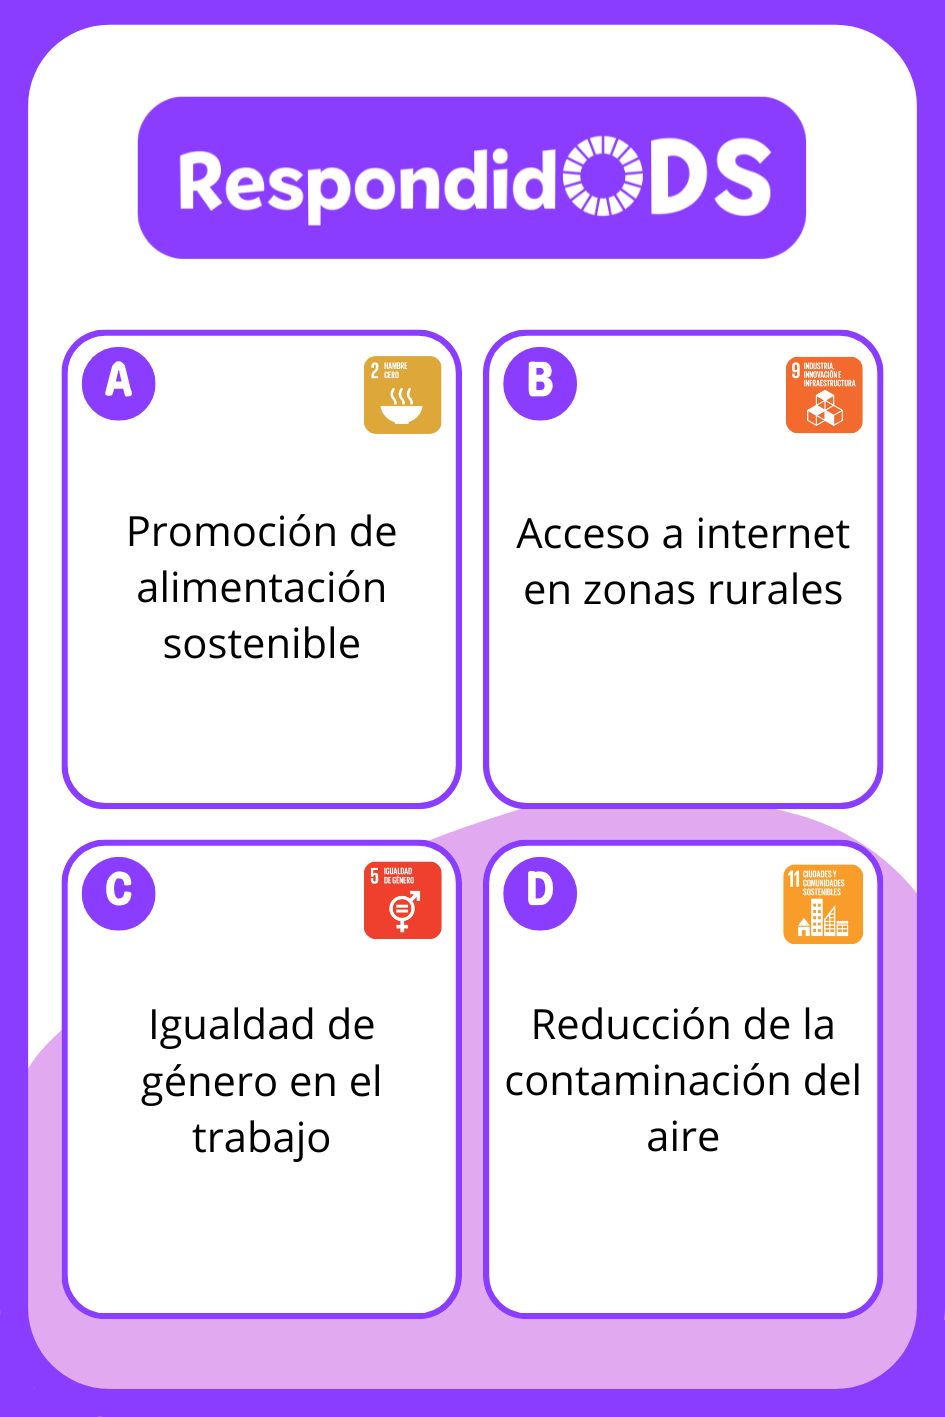 RespondidODS
A
2 HAMBRE
CERO
Promoción de
alimentación
sostenible
B
9 INDUSTRIA,
INNOVACIÓN E
INFRAESTRUCTURA
Acceso a internet
en zonas rurales
C
5 IGUALDAD
DE GÉNERO
Igualdad de
género en el
trabajo
D
11 CIUDADES Y
COMUNIDADES
SOSTENIBLES
Reducción de la
contaminación del
aire